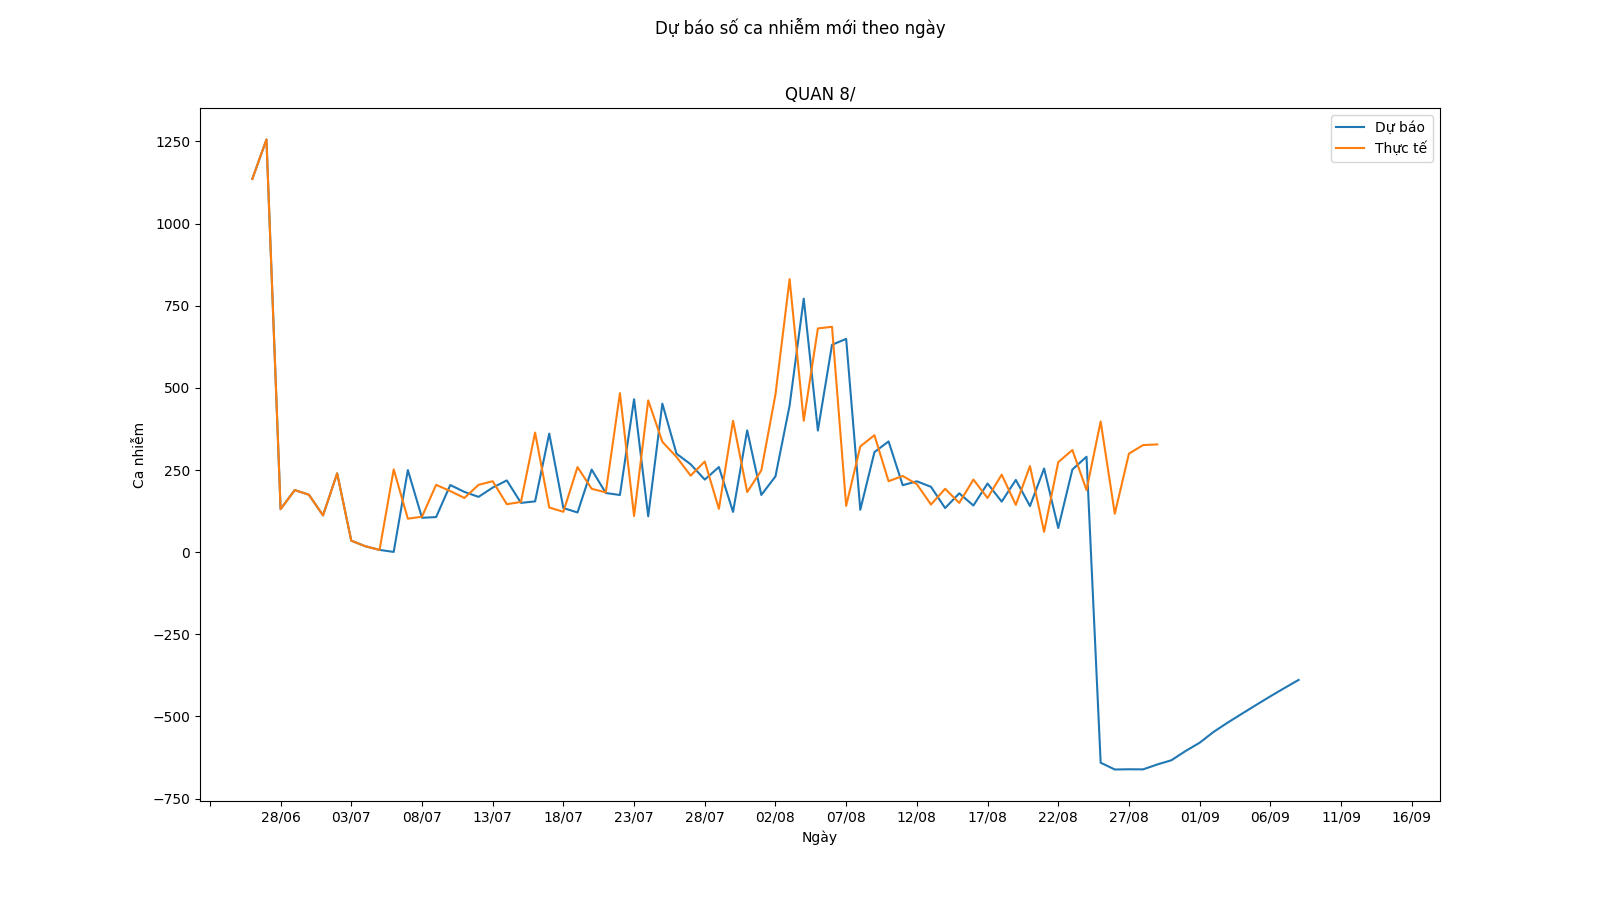 Dự báo số ca nhiễm mới theo ngày
QUAN 8/
Dự báo
Thực tế
1250
1000
750
500
250
0
−250
−500
−750
Ca nhiễm
28/06 03/07 08/07 13/07 18/07 23/07 28/07 02/08 07/08 12/08 17/08 22/08 27/08 01/09 06/09 11/09 16/09
Ngày